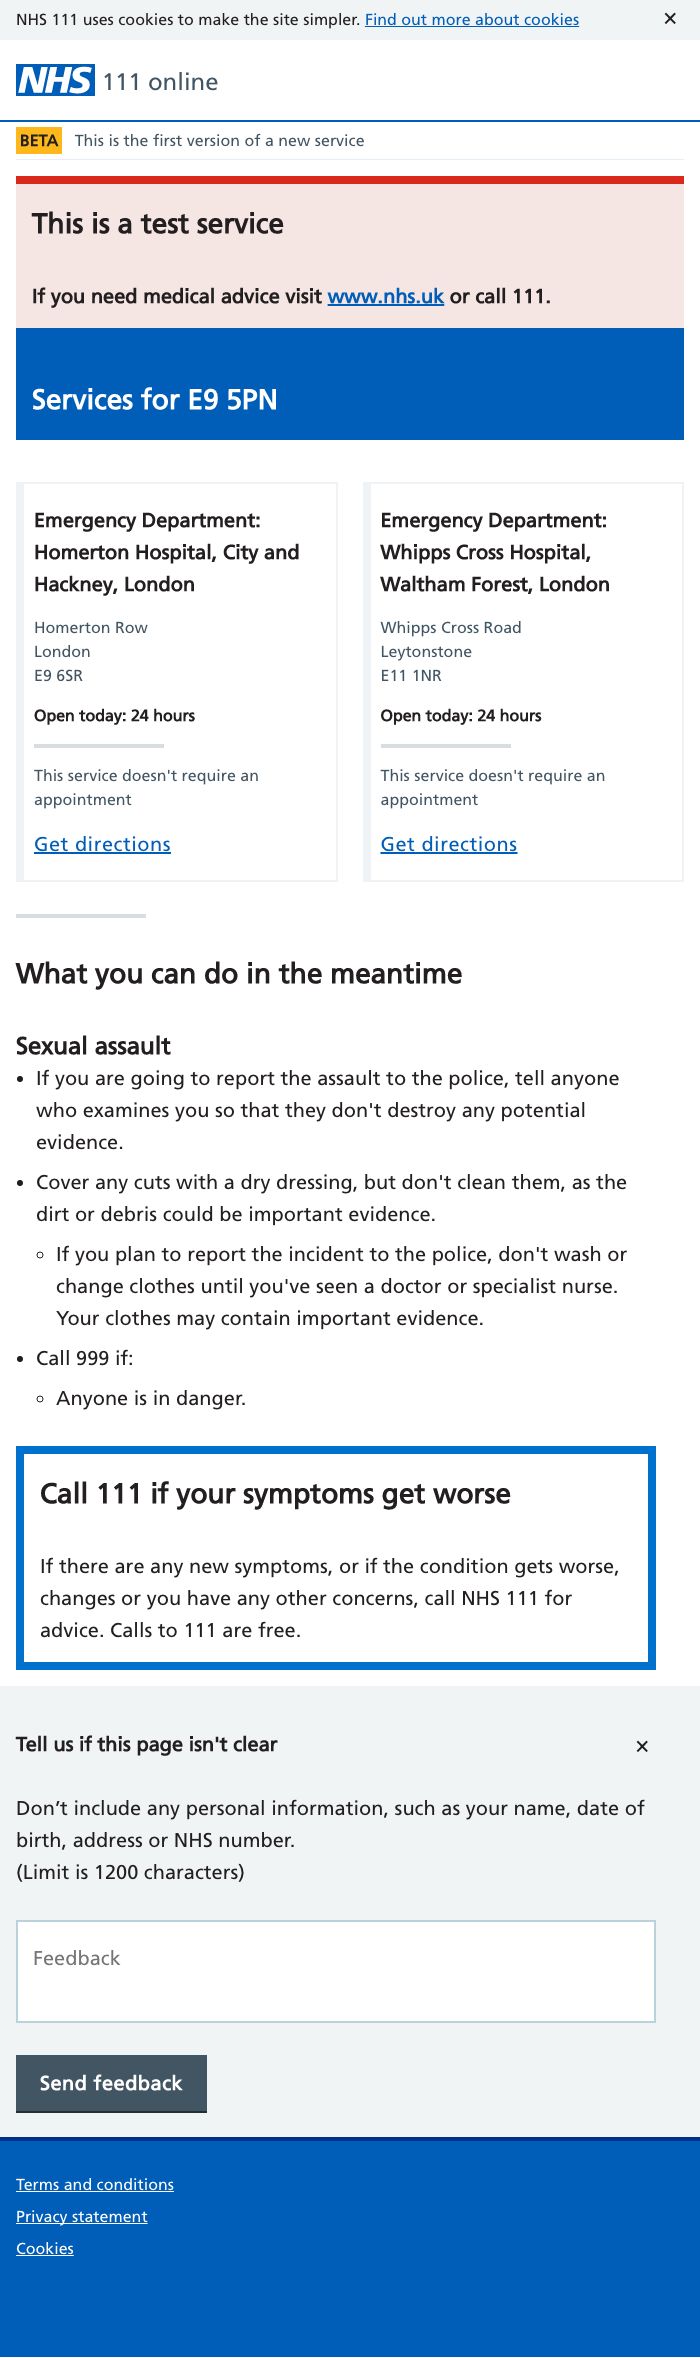 NHS 111 uses cookies to make the site simpler. Find out more about cookies ✕
NHS 111 online
BETA This is the first version of a new service
This is a test service
If you need medical advice visit www.nhs.uk or call 111.
Services for E9 5PN
Emergency Department:
Homerton Hospital, City and
Hackney, London
Homerton Row
London
E9 6SR
Open today: 24 hours
This service doesn't require an
appointment
Get directions
Emergency Department:
Whipps Cross Hospital,
Waltham Forest, London
Whipps Cross Road
Leytonstone
E11 1NR
Open today: 24 hours
This service doesn't require an
appointment
Get directions
What you can do in the meantime
Sexual assault
• If you are going to report the assault to the police, tell anyone
who examines you so that they don't destroy any potential
evidence.
• Cover any cuts with a dry dressing, but don't clean them, as the
dirt or debris could be important evidence.
◦ If you plan to report the incident to the police, don't wash or
change clothes until you've seen a doctor or specialist nurse.
Your clothes may contain important evidence.
• Call 999 if:
◦ Anyone is in danger.
Call 111 if your symptoms get worse
If there are any new symptoms, or if the condition gets worse,
changes or you have any other concerns, call NHS 111 for
advice. Calls to 111 are free.
Tell us if this page isn't clear ✕
Don’t include any personal information, such as your name, date of
birth, address or NHS number.
(Limit is 1200 characters)
Feedback
Send feedback
Terms and conditions
Privacy statement
Cookies